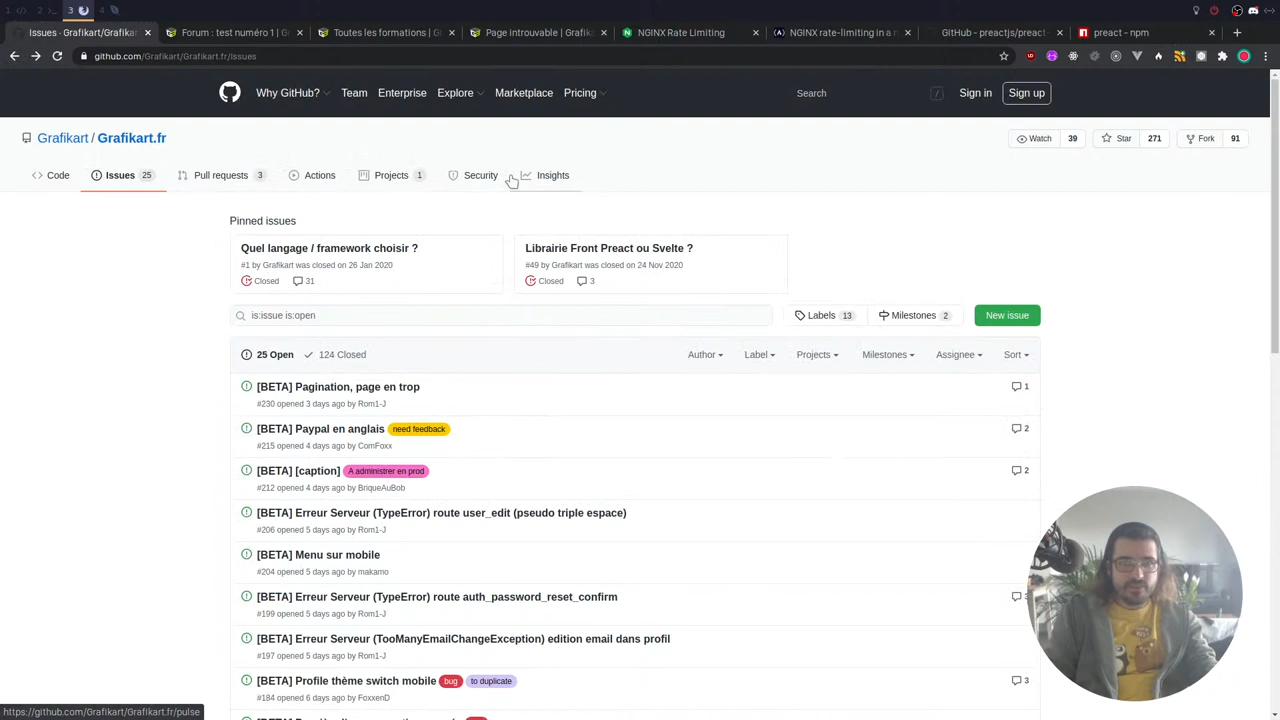 1
2
3
4
Issues · Grafikart/Grafikar
Forum : test numéro 1 | Gr
Toutes les formations | G
Page introuvable | Grafika
NGINX Rate Limiting
NGINX rate-limiting in a n
GitHub - preactjs/preact
preact - npm
github.com/Grafikart/Grafikart.fr/issues
Why GitHub?
Team
Enterprise
Explore
Marketplace
Pricing
Search
/
Sign in
Sign up
Grafikart / Grafikart.fr
Watch 39
Star 271
Fork 91
Code
Issues 25
Pull requests 3
Actions
Projects 1
Security
Insights
Pinned issues
Quel langage / framework choisir ?
#1 by Grafikart was closed on 26 Jan 2020
Closed 31
Librairie Front Preact ou Svelte ?
#49 by Grafikart was closed on 24 Nov 2020
Closed 3
is:issue is:open
Labels 13
Milestones 2
New issue
25 Open
124 Closed
Author
Label
Projects
Milestones
Assignee
Sort
[BETA] Pagination, page en trop
1
#230 opened 3 days ago by Rom1-J
[BETA] Paypal en anglais need feedback
2
#215 opened 4 days ago by ComFoxx
[BETA] [caption] A administrer en prod
2
#212 opened 4 days ago by BriqueAuBob
[BETA] Erreur Serveur (TypeError) route user_edit (pseudo triple espace)
#206 opened 5 days ago by Rom1-J
[BETA] Menu sur mobile
#204 opened 5 days ago by makamo
[BETA] Erreur Serveur (TypeError) route auth_password_reset_confirm
#199 opened 5 days ago by Rom1-J
[BETA] Erreur Serveur (TooManyEmailChangeException) edition email dans profil
#197 opened 5 days ago by Rom1-J
[BETA] Profile thème switch mobile bug to duplicate
3
#184 opened 6 days ago by FoxxenD
https://github.com/Grafikart/Grafikart.fr/pulse